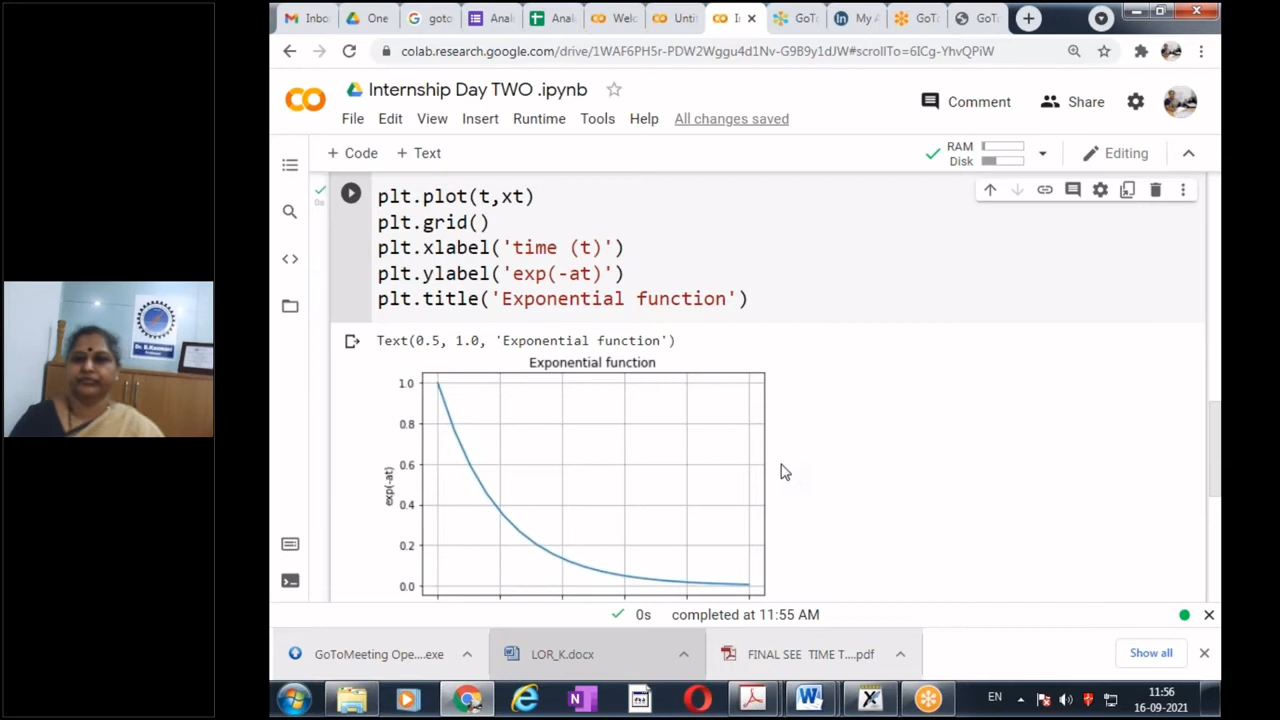 Inbo
One
goto
Anal
Anal
Welc
Unti
GoT
My A
GoT
GoT
colab.research.google.com/drive/1WAF6PH5r-PDW2Wggu4d1Nv-G9B9y1dJW#scrollTo=6ICg-YhvQPiW
Internship Day TWO .ipynb
Comment
Share
File Edit View Insert Runtime Tools Help All changes saved
+ Code + Text
RAM
Disk
Editing
0s
plt.plot(t,xt)
plt.grid()
plt.xlabel('time (t)')
plt.ylabel('exp(-at)')
plt.title('Exponential function')
Text(0.5, 1.0, 'Exponential function')
Exponential function
1.0
0.8
0.6
0.4
0.2
0.0
exp(-at)
0s completed at 11:55 AM
GoToMeeting Ope....exe
LOR_K.docx
FINAL SEE TIME T....pdf
Show all
EN
11:56
16-09-2021